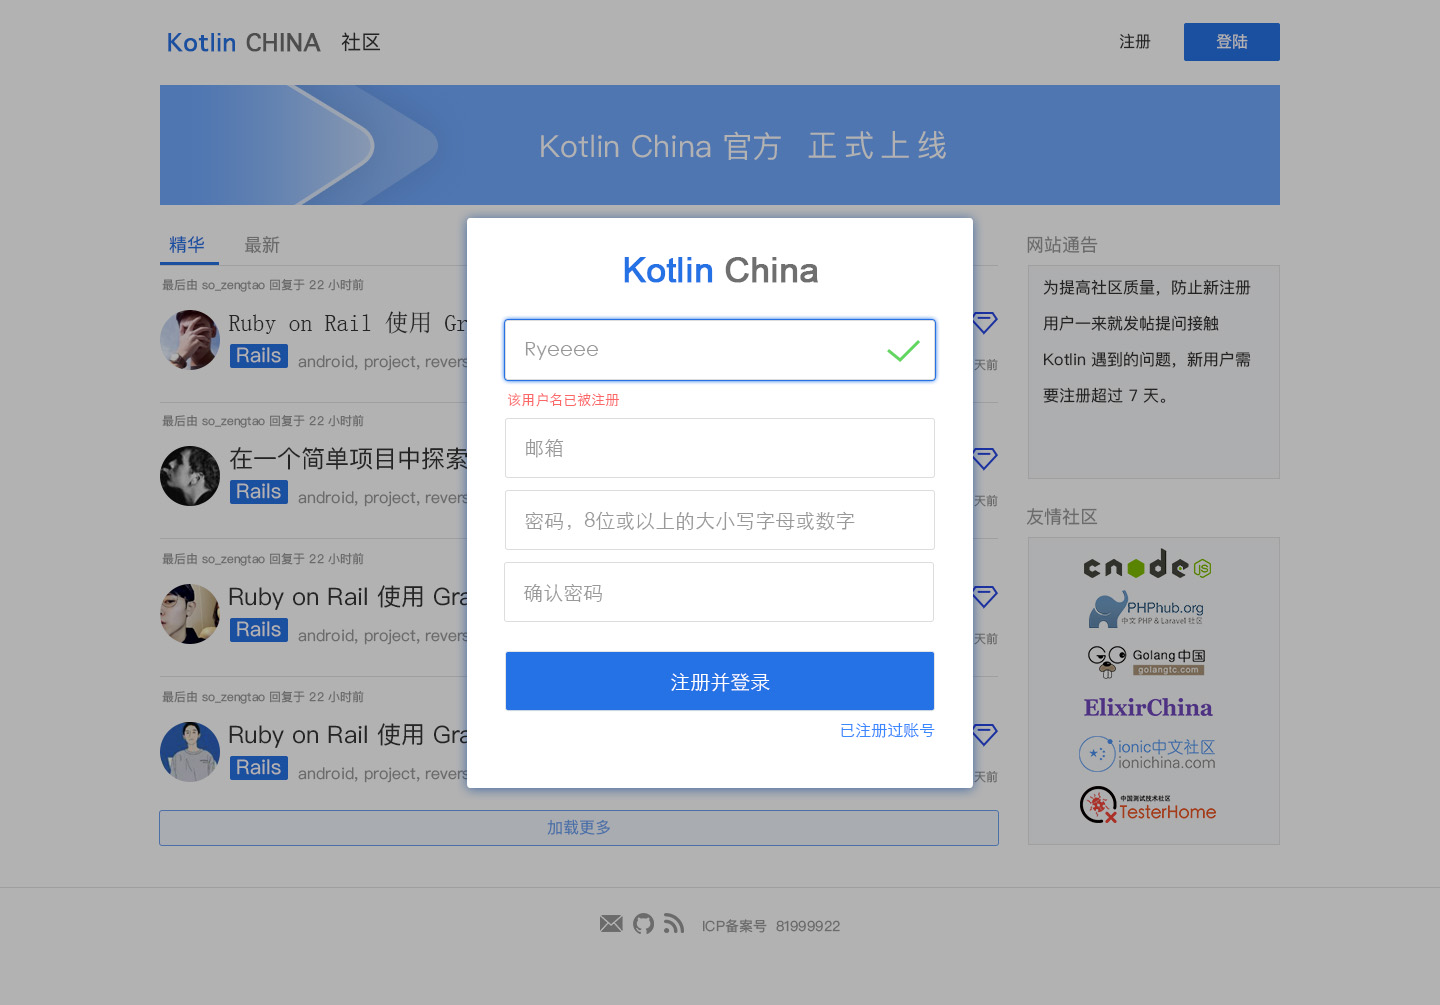 Kotlin CHINA 社区
注册
登陆
Kotlin China 官方 正式上线
精华
最新
最后由 so_zengtao 回复于 22 小时前
Ruby on Rail 使用 Gr
Rails
android, project, revers
天前
最后由 so_zengtao 回复于 22 小时前
在一个简单项目中探索
Rails
android, project, revers
天前
最后由 so_zengtao 回复于 22 小时前
Ruby on Rail 使用 Gra
Rails
android, project, revers
天前
最后由 so_zengtao 回复于 22 小时前
Ruby on Rail 使用 Gra
Rails
android, project, revers
天前
加载更多
Kotlin China
Ryeeee
该用户名已被注册
邮箱
密码，8位或以上的大小写字母或数字
确认密码
注册并登录
已注册过账号
网站通告
为提高社区质量，防止新注册
用户一来就发帖提问接触
Kotlin 遇到的问题，新用户需
要注册超过 7 天。
友情社区
cnode JS
PHPhub.org
中文 PHP & Laravel 社区
Golang 中国
golangtc.com
ElixirChina
ionic中文社区
ionichina.com
中国测试技术社区
TesterHome
ICP备案号 81999922